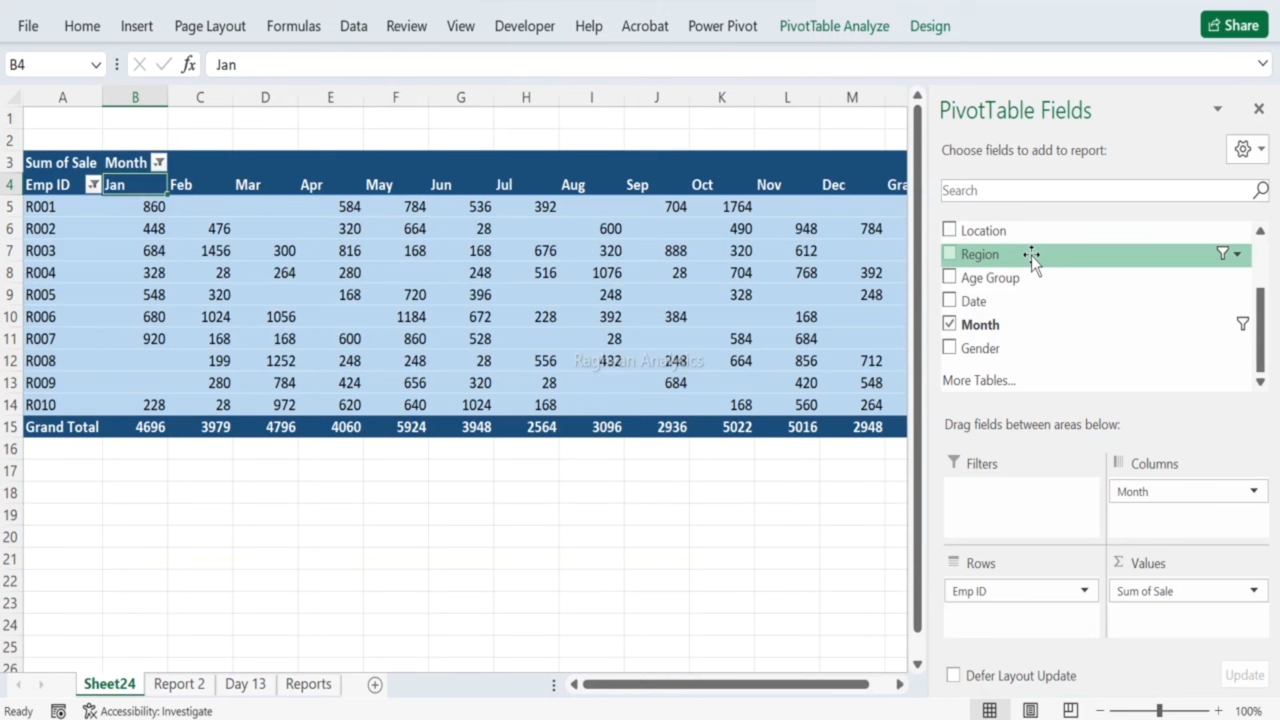 File Home Insert Page Layout Formulas Data Review View Developer Help Acrobat Power Pivot PivotTable Analyze Design Share
B4 fx Jan
A B C D E F G H I J K L M
1
2
3 Sum of Sale Month
4 Emp ID Jan Feb Mar Apr May Jun Jul Aug Sep Oct Nov Dec Gra
5 R001 860 584 784 536 392 704 1764
6 R002 448 476 320 664 28 600 490 948 784
7 R003 684 1456 300 816 168 168 676 320 888 320 612
8 R004 328 28 264 280 248 516 1076 28 704 768 392
9 R005 548 320 168 720 396 248 328 248
10 R006 680 1024 1056 1184 672 228 392 384 168
11 R007 920 168 168 600 860 528 28 584 684
12 R008 199 1252 248 248 28 556 432 248 664 856 712
13 R009 280 784 424 656 320 28 684 420 548
14 R010 228 28 972 620 640 1024 168 168 560 264
15 Grand Total 4696 3979 4796 4060 5924 3948 2564 3096 2936 5022 5016 2948
16
17
18
19
20
21
22
23
24
25
26
PivotTable Fields
Choose fields to add to report:
Search
Location
Region
Age Group
Date
Month
Gender
More Tables...
Drag fields between areas below:
Filters
Columns
Month
Rows
Emp ID
Σ Values
Sum of Sale
Defer Layout Update Update
Sheet24 Report 2 Day 13 Reports
Ready Accessibility: Investigate 100%